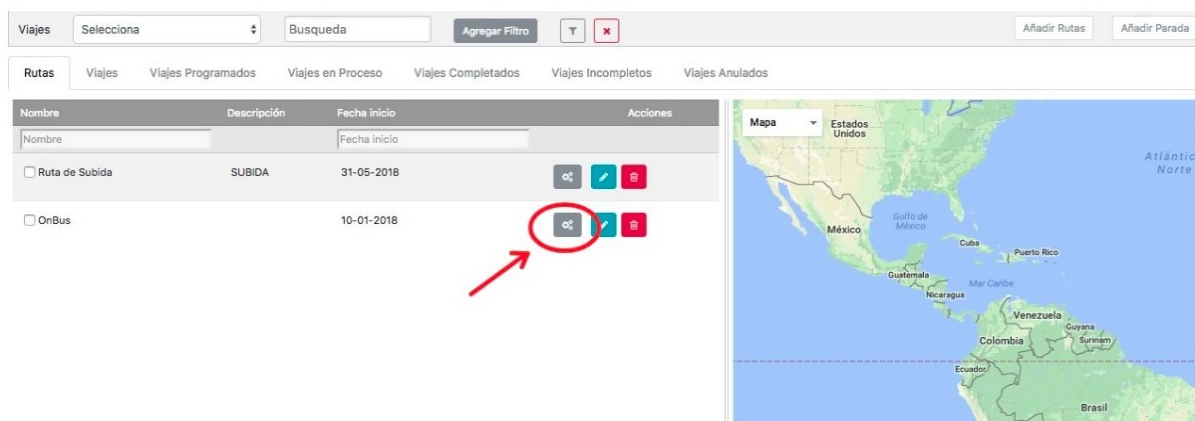 Viajes Selecciona Busqueda Agregar Filtro Añadir Rutas Añadir Parada
Rutas Viajes Viajes Programados Viajes en Proceso Viajes Completados Viajes Incompletos Viajes Anulados
Nombre Descripción Fecha inicio Acciones
Nombre Fecha inicio
Ruta de Subida SUBIDA 31-05-2018
OnBus 10-01-2018
Mapa
Estados
Unidos
Atlántic
Norte
Golfo de
México
México
Cuba
Puerto Rico
Guatemala
Mar Caribe
Nicaragua
Venezuela
Guyana
Colombia
Surinam
Ecuador
Brasil